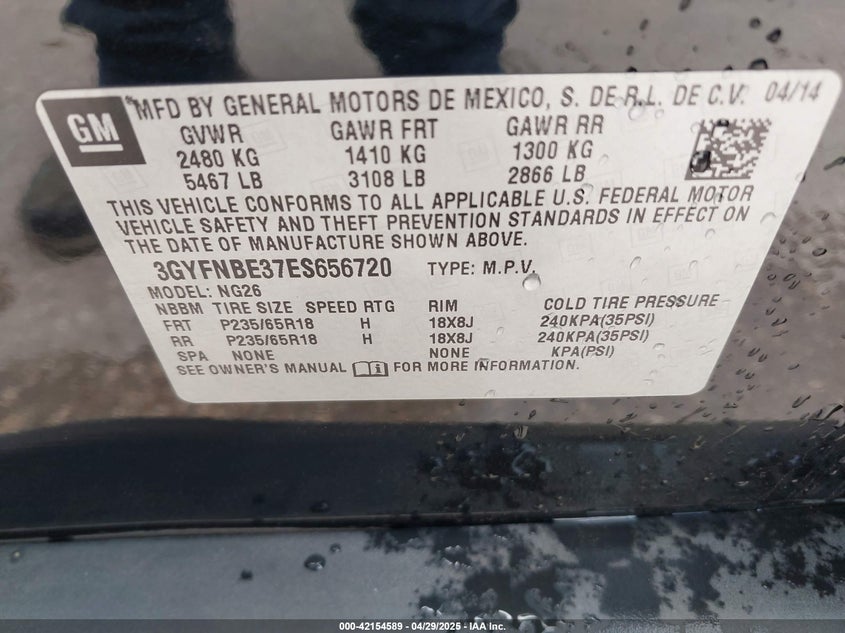 GM
®MFD BY GENERAL MOTORS DE MEXICO, S. DE R.L. DE C.V. 04/14
GVWR GAWR FRT GAWR RR
2480 KG 1410 KG 1300 KG
5467 LB 3108 LB 2866 LB
THIS VEHICLE CONFORMS TO ALL APPLICABLE U.S. FEDERAL MOTOR
VEHICLE SAFETY AND THEFT PREVENTION STANDARDS IN EFFECT ON
THE DATE OF MANUFACTURE SHOWN ABOVE.
3GYFNBE37ES656720 TYPE: M.P.V.
MODEL: NG26
NBBM TIRE SIZE SPEED RTG RIM COLD TIRE PRESSURE
FRT P235/65R18 H 18X8J 240KPA(35PSI)
RR P235/65R18 H 18X8J 240KPA(35PSI)
SPA NONE NONE KPA(PSI)
SEE OWNER'S MANUAL FOR MORE INFORMATION.
000-42154589 - 04/29/2025 - IAA Inc.